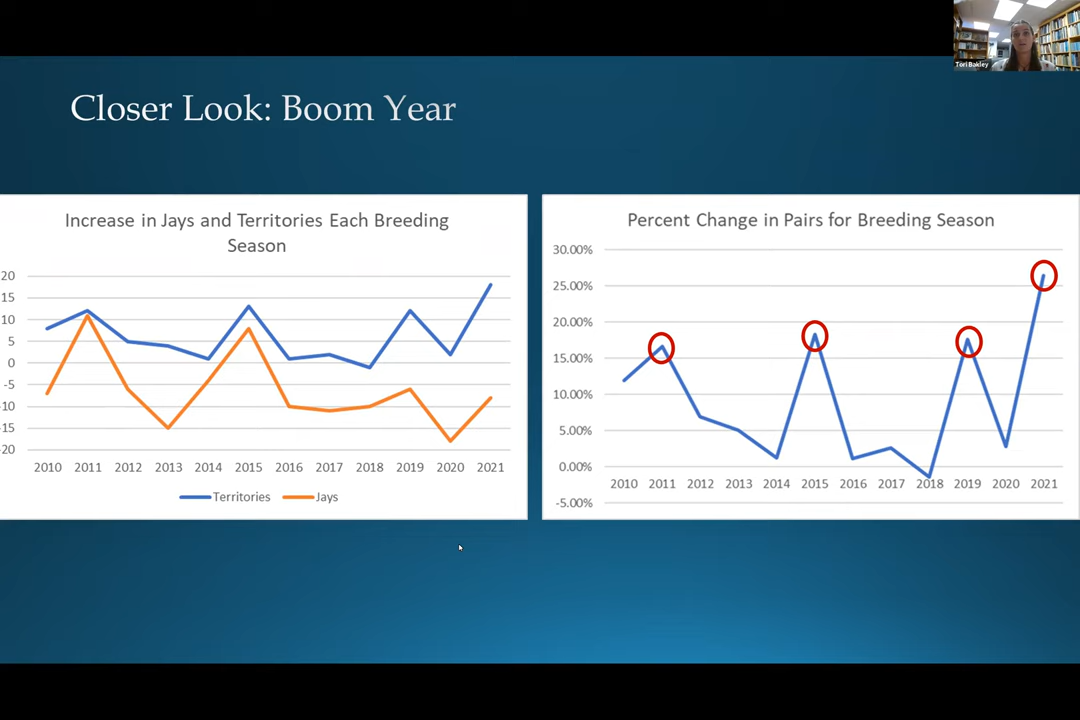 Tori Bakley
Closer Look: Boom Year
Increase in Jays and Territories Each Breeding
Season
20
15
10
5
0
-5
-10
-15
-20
2010 2011 2012 2013 2014 2015 2016 2017 2018 2019 2020 2021
Territories Jays
Percent Change in Pairs for Breeding Season
30.00%
25.00%
20.00%
15.00%
10.00%
5.00%
0.00%
-5.00%
2010 2011 2012 2013 2014 2015 2016 2017 2018 2019 2020 2021